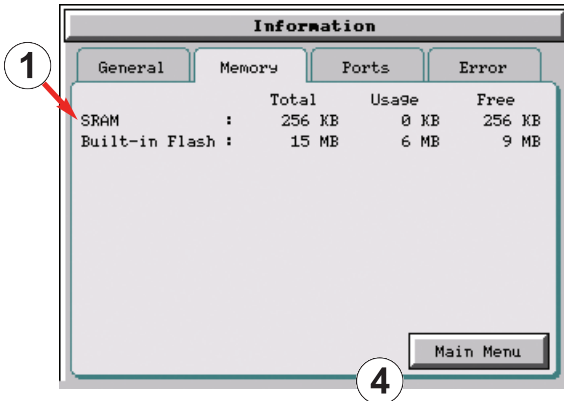 Information
General Memory Ports Error
1
Total Usage Free
SRAM : 256 KB 0 KB 256 KB
Built-in Flash : 15 MB 6 MB 9 MB
Main Menu
4